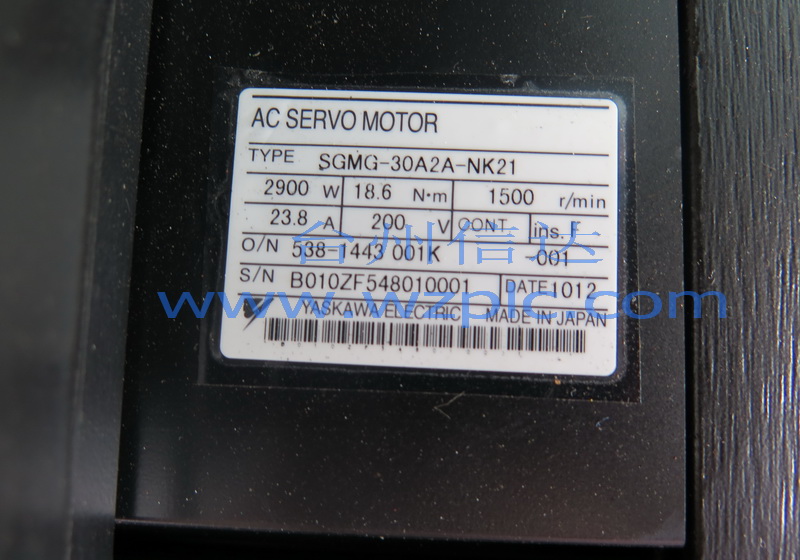 AC SERVO MOTOR
TYPE SGMG-30A2A-NK21
2900 W 18.6 N·m 1500 r/min
23.8 A 200 V CONT. ins. F
台州信达
O/N 538-1443 001K -001
S/N B010ZF548010001 DATE 1012
www.wzplc.com
YASKAWA ELECTRIC MADE IN JAPAN